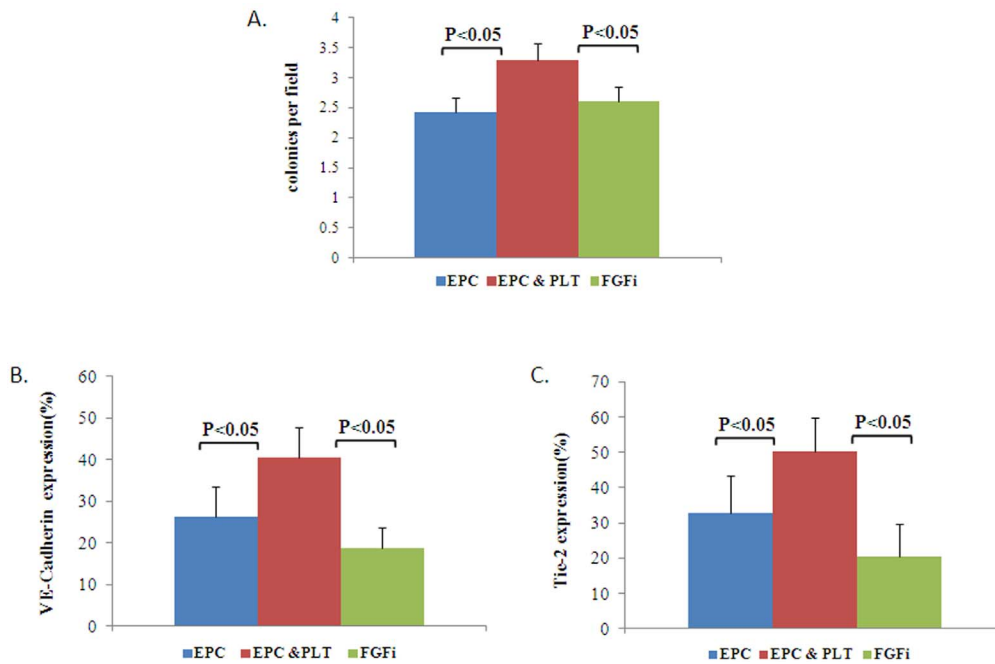 A.
P<0.05 P<0.05
colonies per field
4
3.5
3
2.5
2
1.5
1
0.5
0
EPC EPC & PLT FGFi
B.
P<0.05 P<0.05
VE-Cadherin expression(%)
60
50
40
30
20
10
0
EPC EPC &PLT FGFi
C.
P<0.05 P<0.05
Tie-2 expression(%)
70
60
50
40
30
20
10
0
EPC EPC & PLT FGFi